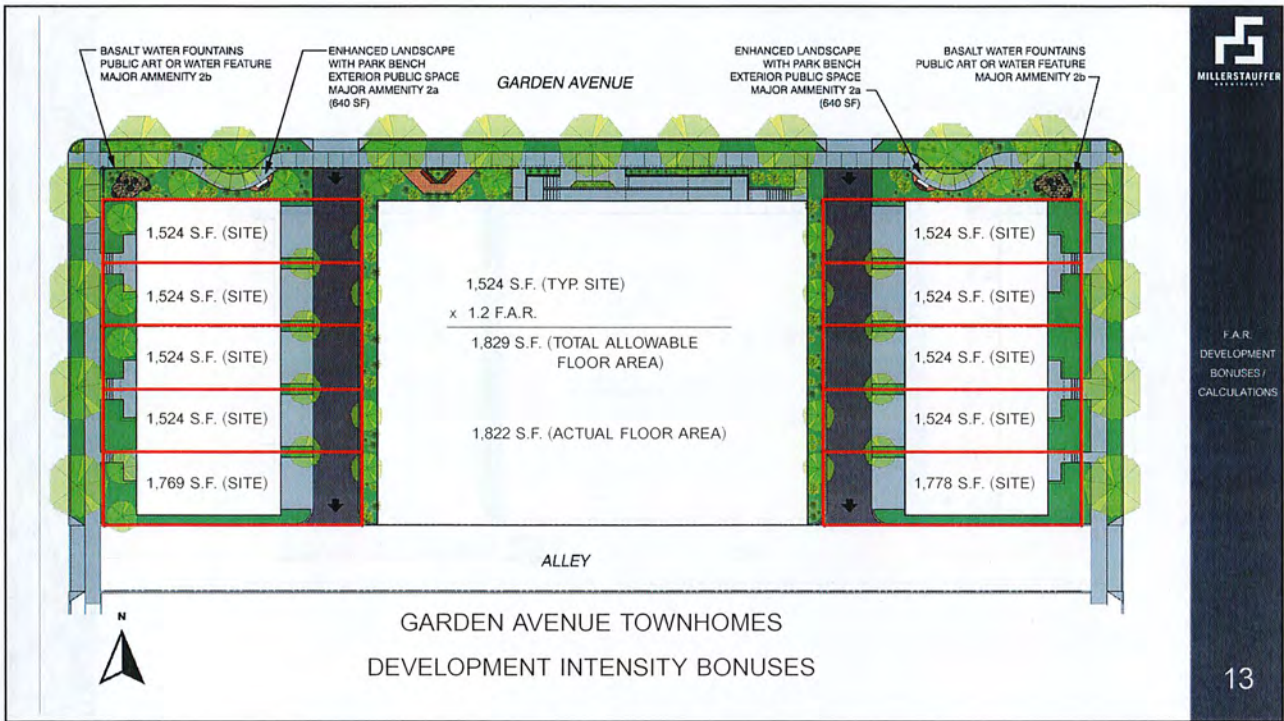 BASALT WATER FOUNTAINS
PUBLIC ART OR WATER FEATURE
MAJOR AMMENITY 2b
ENHANCED LANDSCAPE
WITH PARK BENCH
EXTERIOR PUBLIC SPACE
MAJOR AMMENITY 2a
(640 SF)
GARDEN AVENUE
ENHANCED LANDSCAPE
WITH PARK BENCH
EXTERIOR PUBLIC SPACE
MAJOR AMMENITY 2a
(640 SF)
BASALT WATER FOUNTAINS
PUBLIC ART OR WATER FEATURE
MAJOR AMMENITY 2b
1,524 S.F. (SITE)
1,524 S.F. (SITE)
1,524 S.F. (SITE)
1,524 S.F. (SITE)
1,769 S.F. (SITE)
1,524 S.F. (TYP. SITE)
x 1.2 F.A.R.
1,829 S.F. (TOTAL ALLOWABLE
FLOOR AREA)
1,822 S.F. (ACTUAL FLOOR AREA)
1,524 S.F. (SITE)
1,524 S.F. (SITE)
1,524 S.F. (SITE)
1,524 S.F. (SITE)
1,778 S.F. (SITE)
ALLEY
N
GARDEN AVENUE TOWNHOMES
DEVELOPMENT INTENSITY BONUSES
MILLERSTAUFFER
ARCHITECTS
F.A.R.
DEVELOPMENT
BONUSES /
CALCULATIONS
13